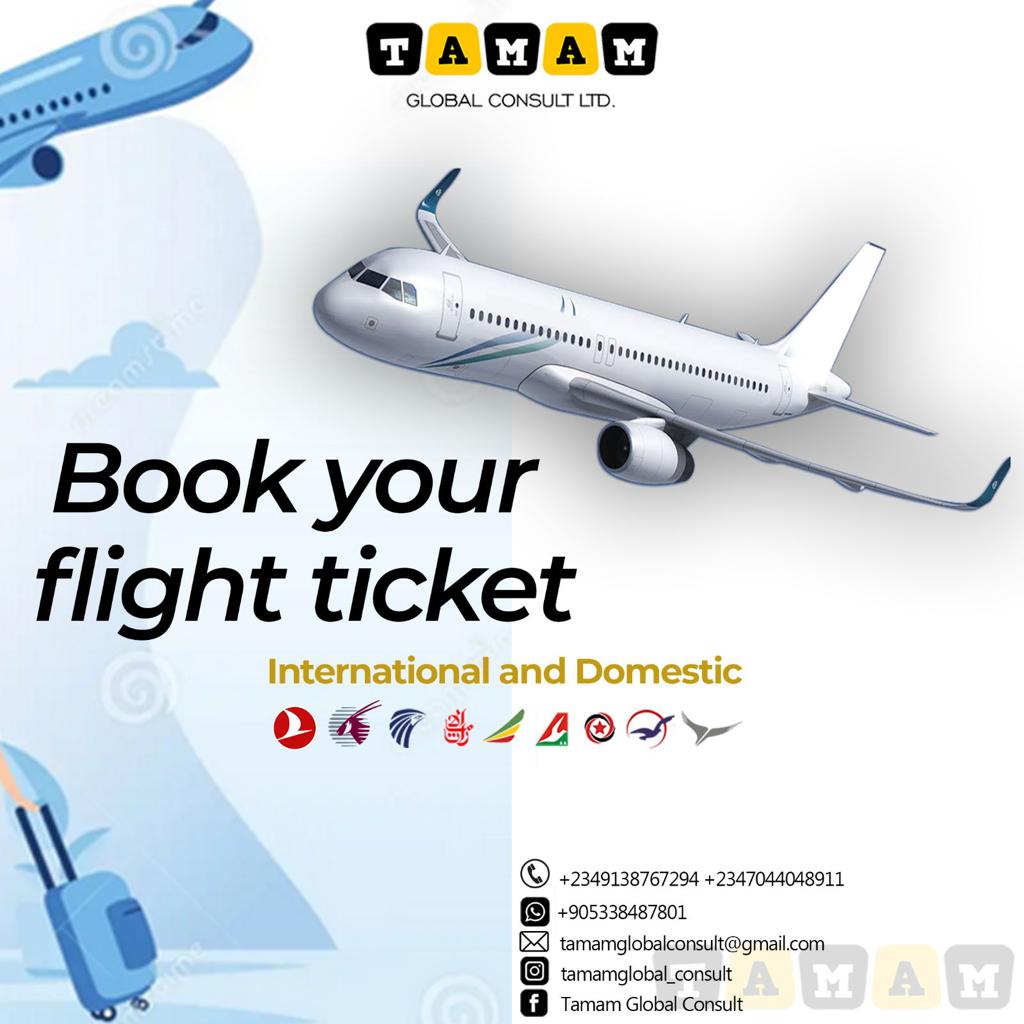 TAMAM
GLOBAL CONSULT LTD.
Book your
flight ticket
International and Domestic
+2349138767294 +2347044048911
+905338487801
tamamglobalconsult@gmail.com
tamamglobal_consult
Tamam Global Consult
TAMAM